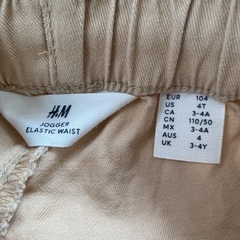 H&M
JOGGER
ELASTIC WAIST
EUR 104
US 4T
CA 3-4A
CN 110/50
MX 3-4A
AUS 4
UK 3-4Y